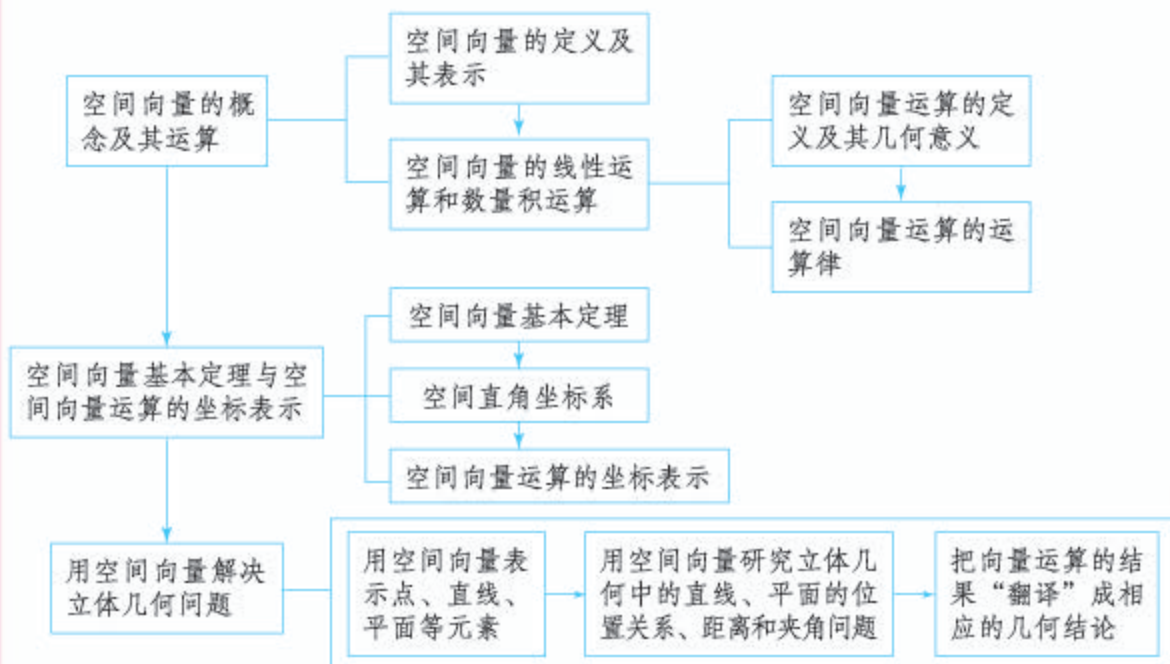 空间向量的概
念及其运算
空间向量的定义及
其表示
空间向量的线性运
算和数量积运算
空间向量运算的定
义及其几何意义
空间向量运算的运
算律
空间向量基本定理与空
间向量运算的坐标表示
空间向量基本定理
空间直角坐标系
空间向量运算的坐标表示
用空间向量解决
立体几何问题
用空间向量表
示点、直线、
平面等元素
用空间向量研究立体几
何中的直线、平面的位
置关系、距离和夹角问题
把向量运算的结
果“翻译”成相
应的几何结论